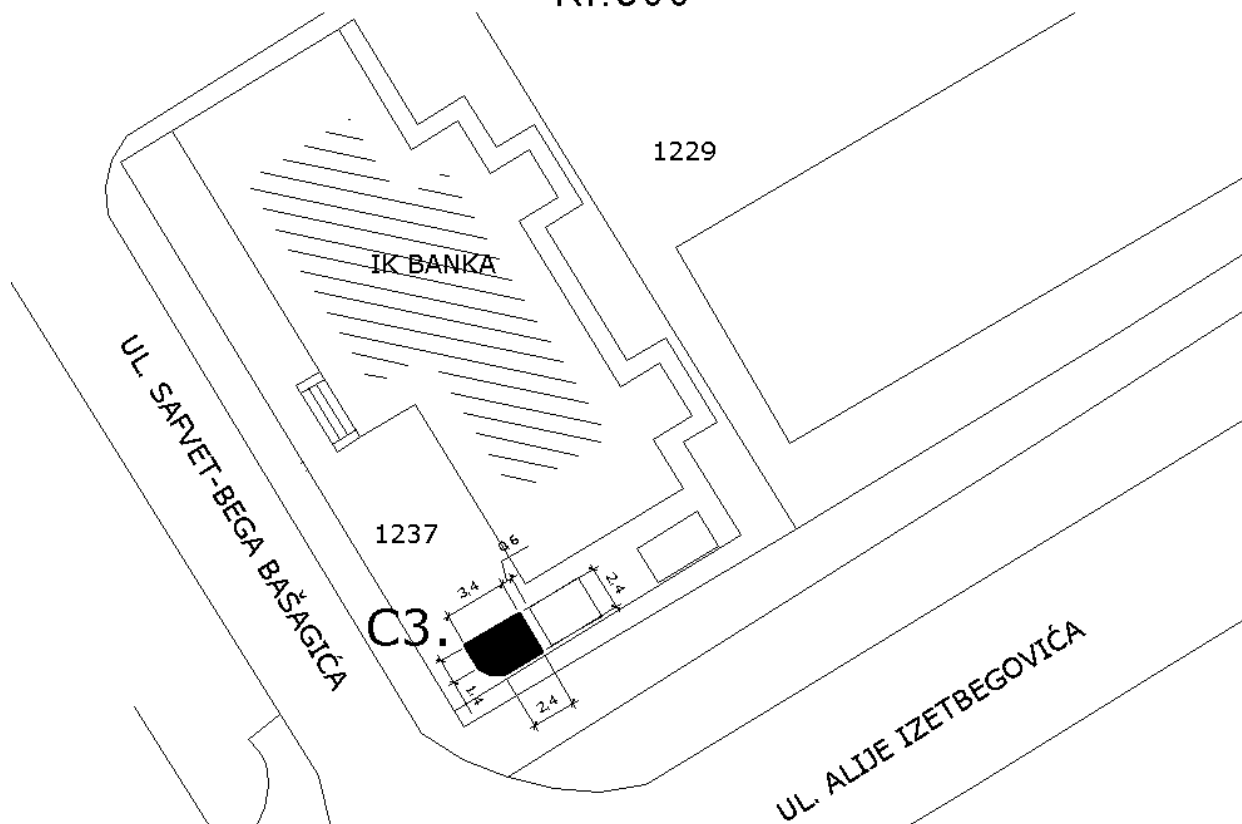 1229
IK BANKA
UL. SAFVET-BEGA BAŠAGIĆA
1237
0.6
3,4
2,4
C3.
1,4
2,4
UL. ALIJE IZETBEGOVIĆA